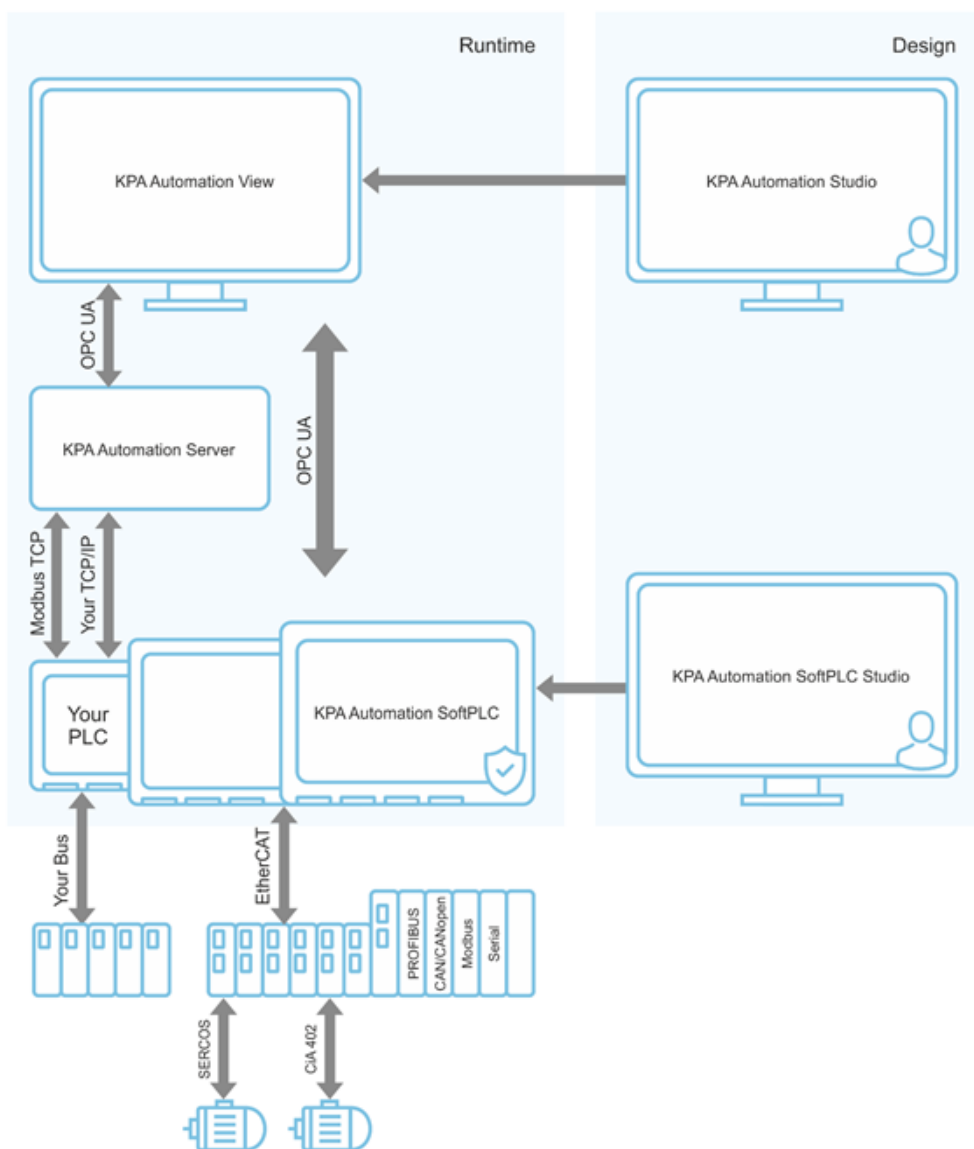 Runtime
Design
KPA Automation View
KPA Automation Studio
OPC UA
KPA Automation Server
OPC UA
Modbus TCP
Your TCP/IP
Your
PLC
KPA Automation SoftPLC
KPA Automation SoftPLC Studio
Your Bus
EtherCAT
PROFIBUS
CAN/CANopen
Modbus
Serial
SERCOS
CiA 402